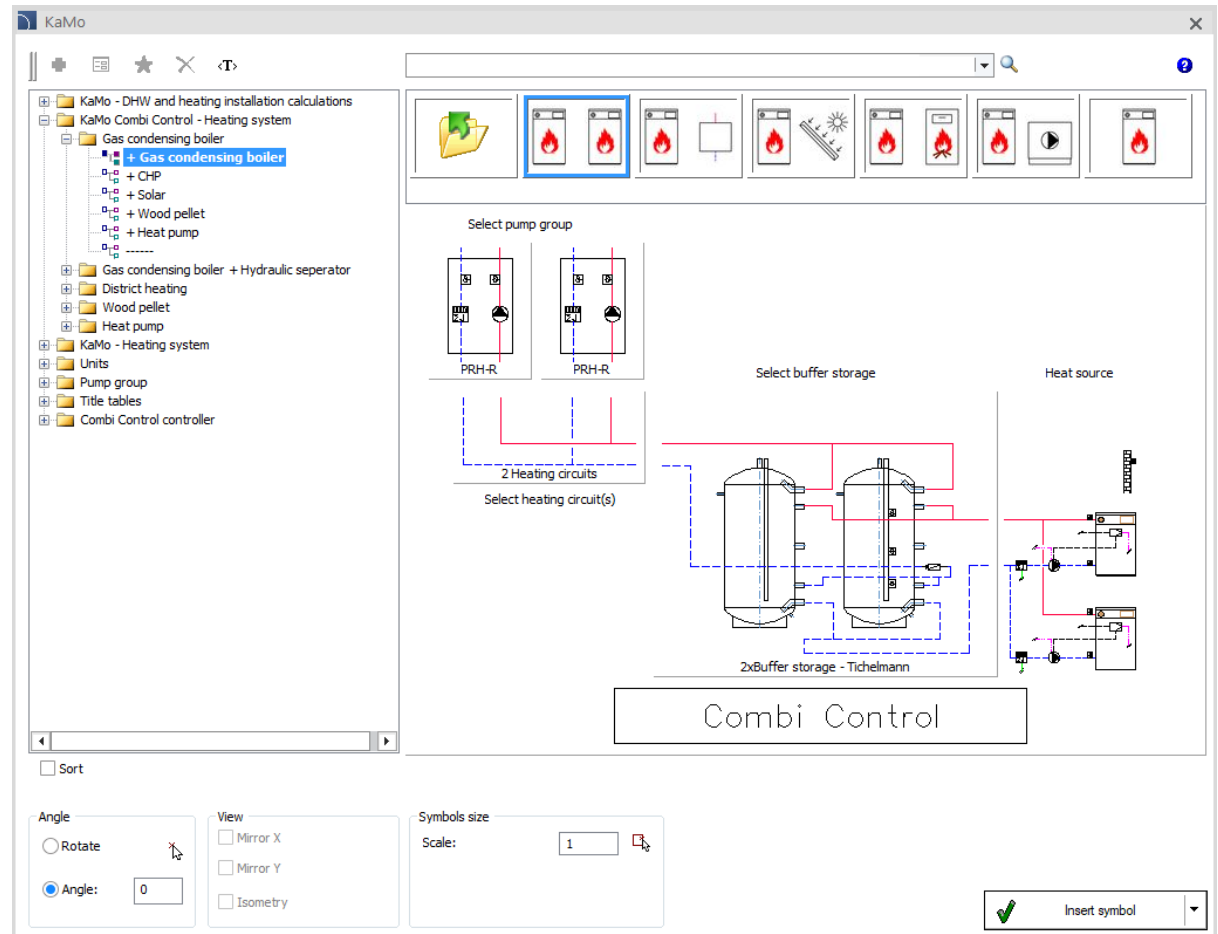 KaMo
<T>
KaMo - DHW and heating installation calculations
KaMo Combi Control - Heating system
Gas condensing boiler
+ Gas condensing boiler
+ CHP
+ Solar
+ Wood pellet
+ Heat pump
------
Gas condensing boiler + Hydraulic seperator
District heating
Wood pellet
Heat pump
KaMo - Heating system
Units
Pump group
Title tables
Combi Control controller
Select pump group
PRH-R
PRH-R
2 Heating circuits
Select heating circuit(s)
Select buffer storage
2xBuffer storage - Tichelmann
Heat source
Combi Control
Sort
Angle
Rotate
Angle: 0
View
Mirror X
Mirror Y
Isometry
Symbols size
Scale: 1
Insert symbol